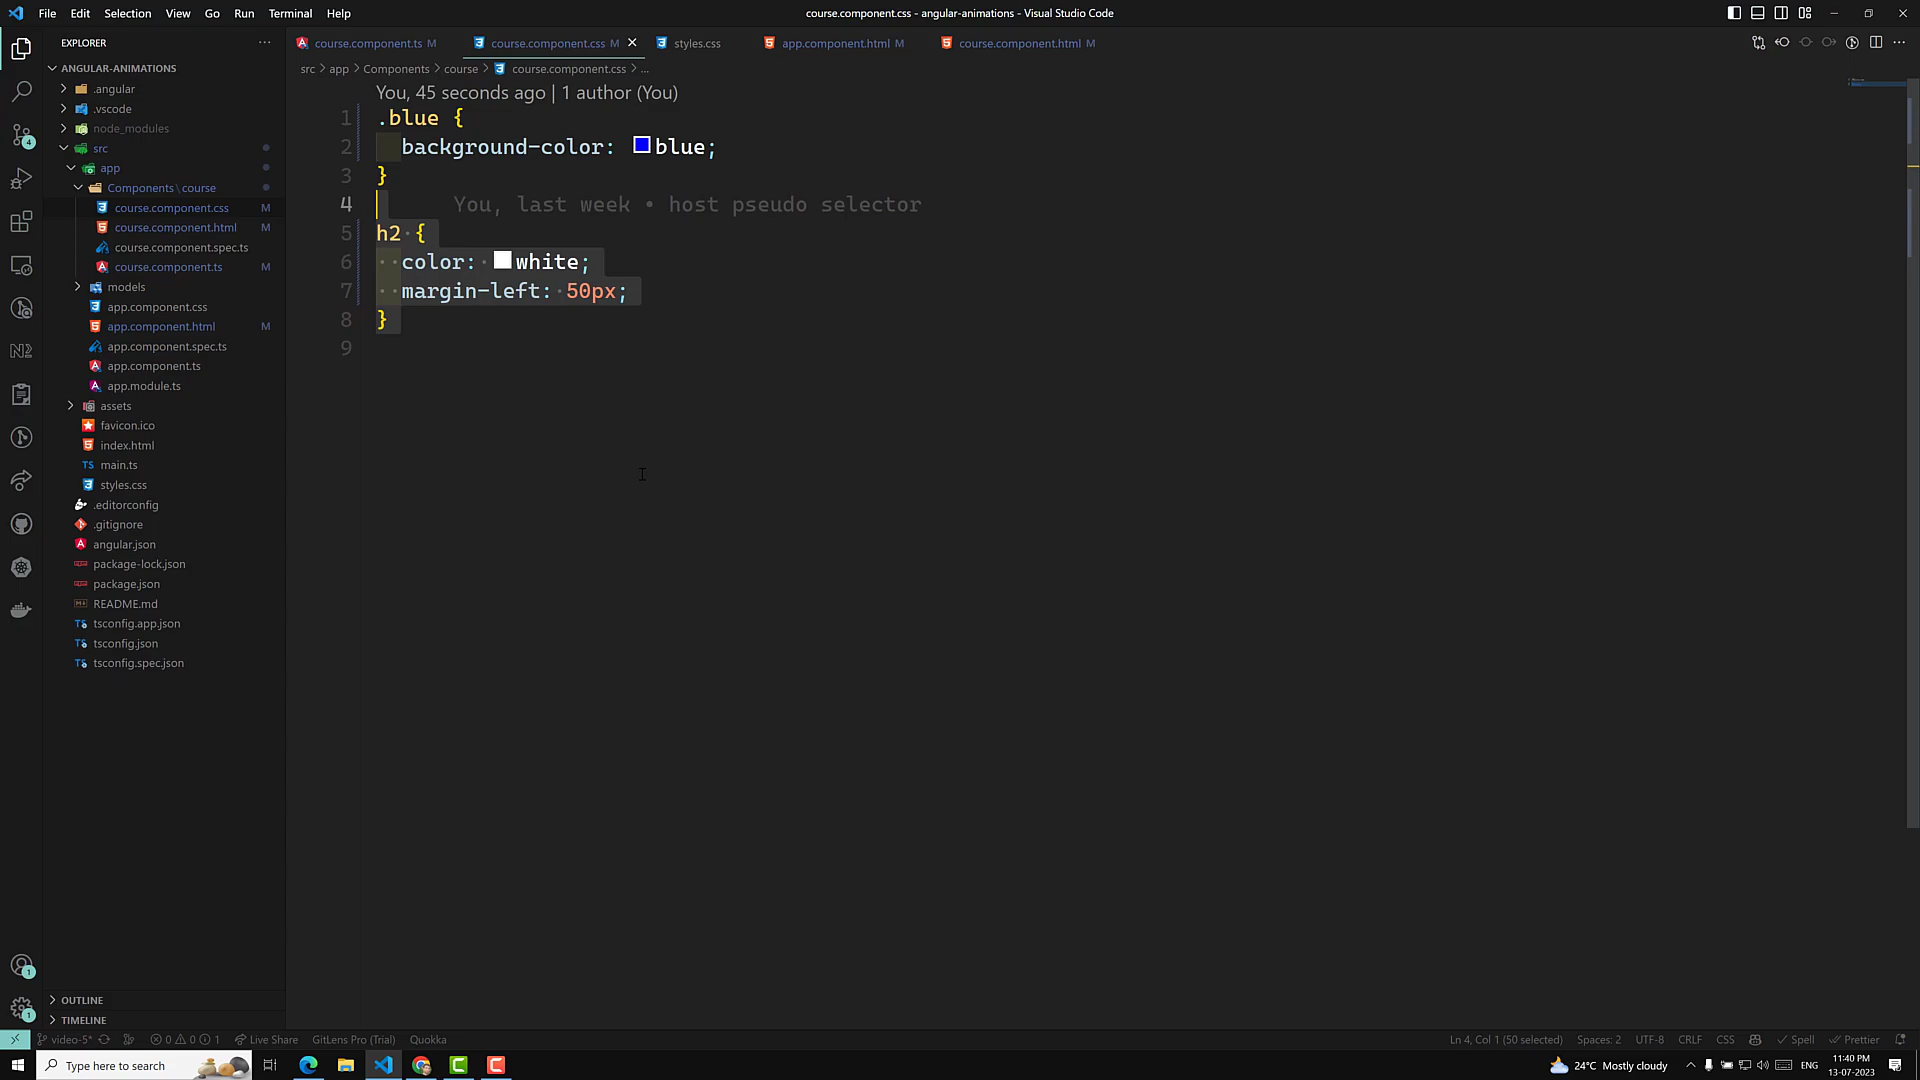 File Edit Selection View Go Run Terminal Help
course.component.css - angular-animations - Visual Studio Code
EXPLORER
ANGULAR-ANIMATIONS
.angular
.vscode
node_modules
src
app
Components\course
course.component.css M
course.component.html M
course.component.spec.ts
course.component.ts M
models
app.component.css
app.component.html M
app.component.spec.ts
app.component.ts
app.module.ts
assets
favicon.ico
index.html
TS main.ts
styles.css
.editorconfig
.gitignore
angular.json
package-lock.json
package.json
README.md
tsconfig.app.json
tsconfig.json
tsconfig.spec.json
OUTLINE
TIMELINE
4
N2
1
1
course.component.ts M
course.component.css M
styles.css
app.component.html M
course.component.html M
src > app > Components > course > course.component.css > ...
You, 45 seconds ago | 1 author (You)
1 .blue {
2 background-color: blue;
3 }
4 You, last week • host pseudo selector
5 h2 {
6 color: white;
7 margin-left: 50px;
8 }
9
video-5* 0 0 1 Live Share GitLens Pro (Trial) Quokka
Ln 4, Col 1 (50 selected) Spaces: 2 UTF-8 CRLF CSS Spell Prettier
Type here to search
24°C Mostly cloudy ENG
11:40 PM
13-07-2023